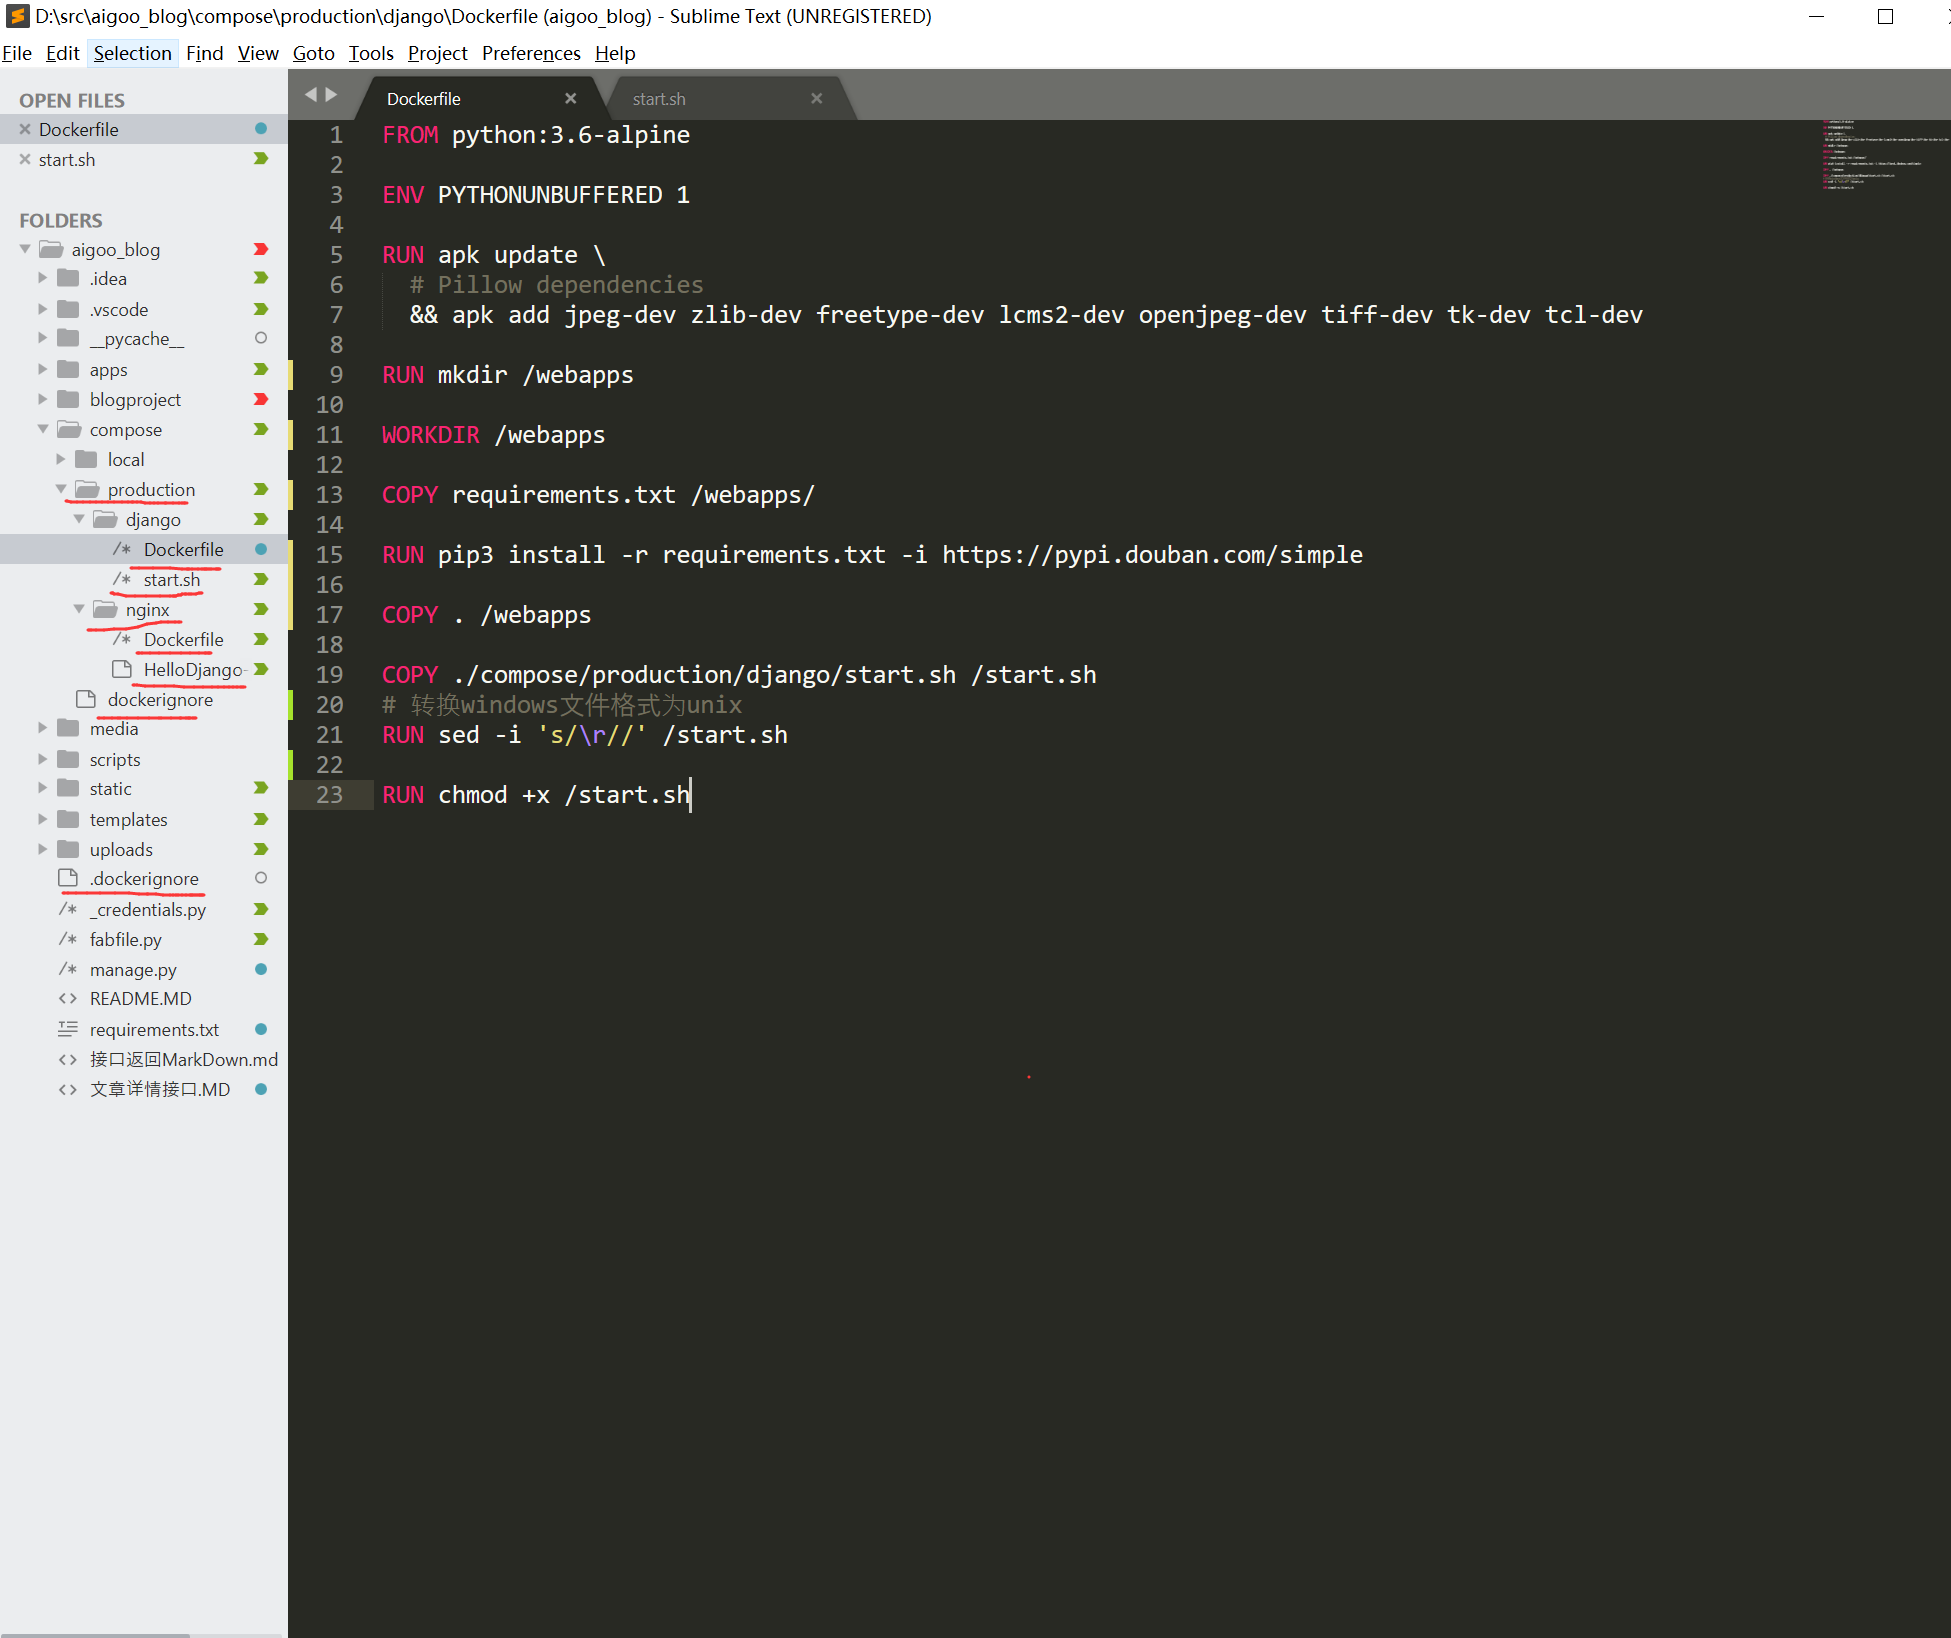 D:\src\aigoo_blog\compose\production\django\Dockerfile (aigoo_blog) - Sublime Text (UNREGISTERED)
File Edit Selection Find View Goto Tools Project Preferences Help
OPEN FILES
Dockerfile
start.sh
FOLDERS
aigoo_blog
.idea
.vscode
__pycache__
apps
blogproject
compose
local
production
django
Dockerfile
start.sh
nginx
Dockerfile
HelloDjango-
dockerignore
media
scripts
static
templates
uploads
.dockerignore
_credentials.py
fabfile.py
manage.py
README.MD
requirements.txt
接口返回MarkDown.md
文章详情接口.MD
Dockerfile start.sh
1 FROM python:3.6-alpine
2
3 ENV PYTHONUNBUFFERED 1
4
5 RUN apk update \
6 # Pillow dependencies
7 && apk add jpeg-dev zlib-dev freetype-dev lcms2-dev openjpeg-dev tiff-dev tk-dev tcl-dev
8
9 RUN mkdir /webapps
10
11 WORKDIR /webapps
12
13 COPY requirements.txt /webapps/
14
15 RUN pip3 install -r requirements.txt -i https://pypi.douban.com/simple
16
17 COPY . /webapps
18
19 COPY ./compose/production/django/start.sh /start.sh
20 # 转换windows文件格式为unix
21 RUN sed -i 's/\r//' /start.sh
22
23 RUN chmod +x /start.sh